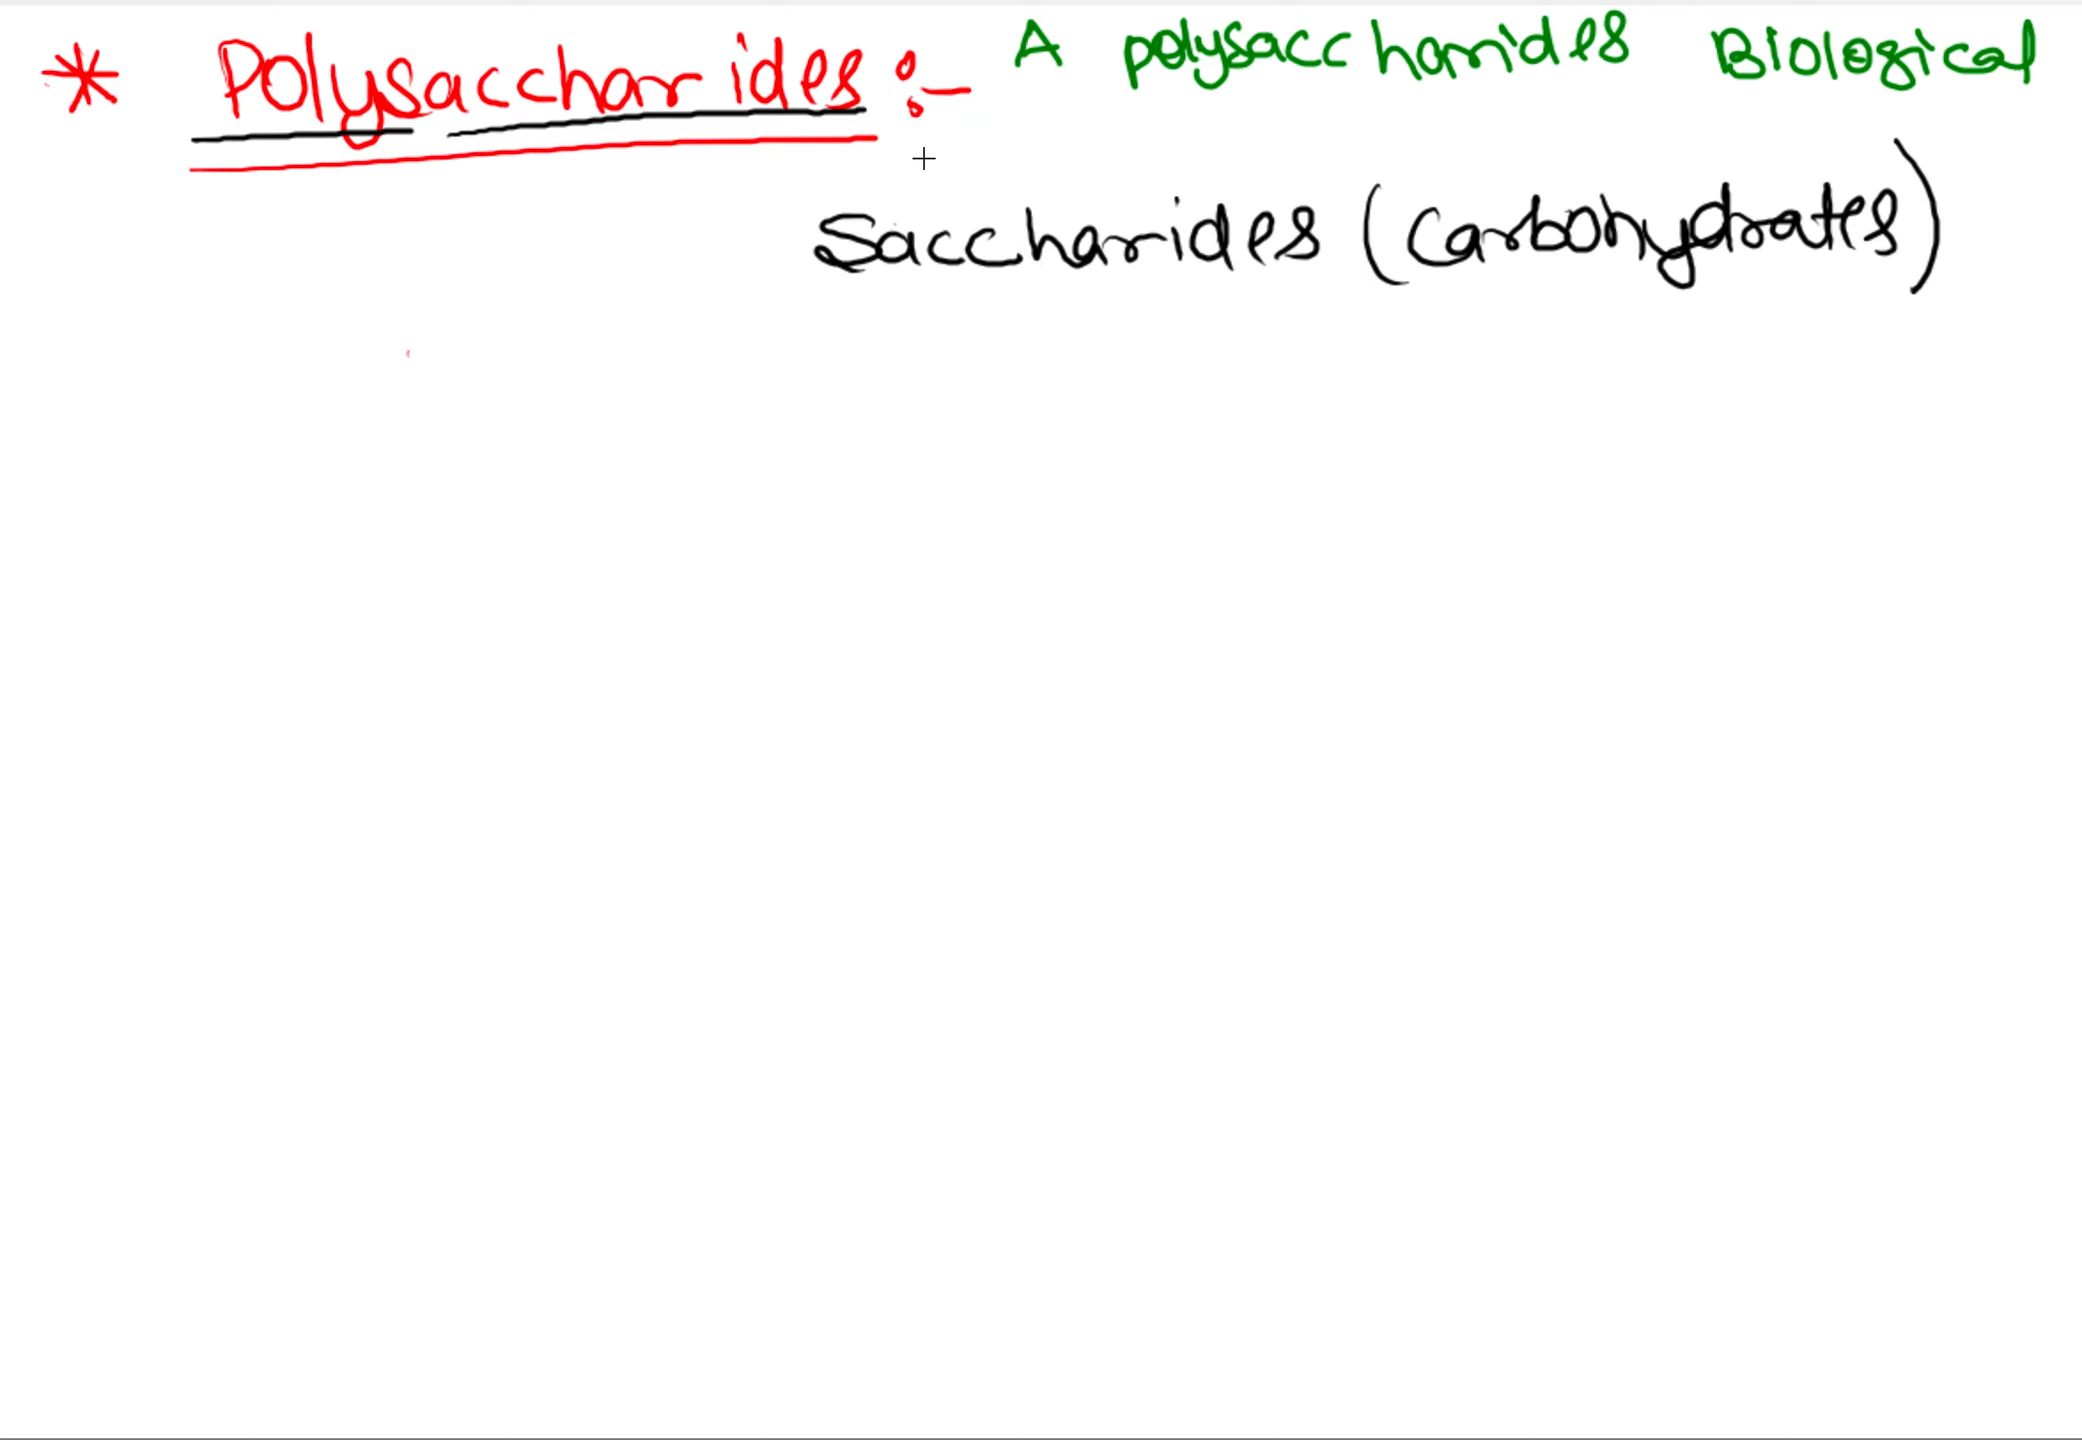 * Polysaccharides :- A polysaccharides Biological
Saccharides (Carbohydrates)